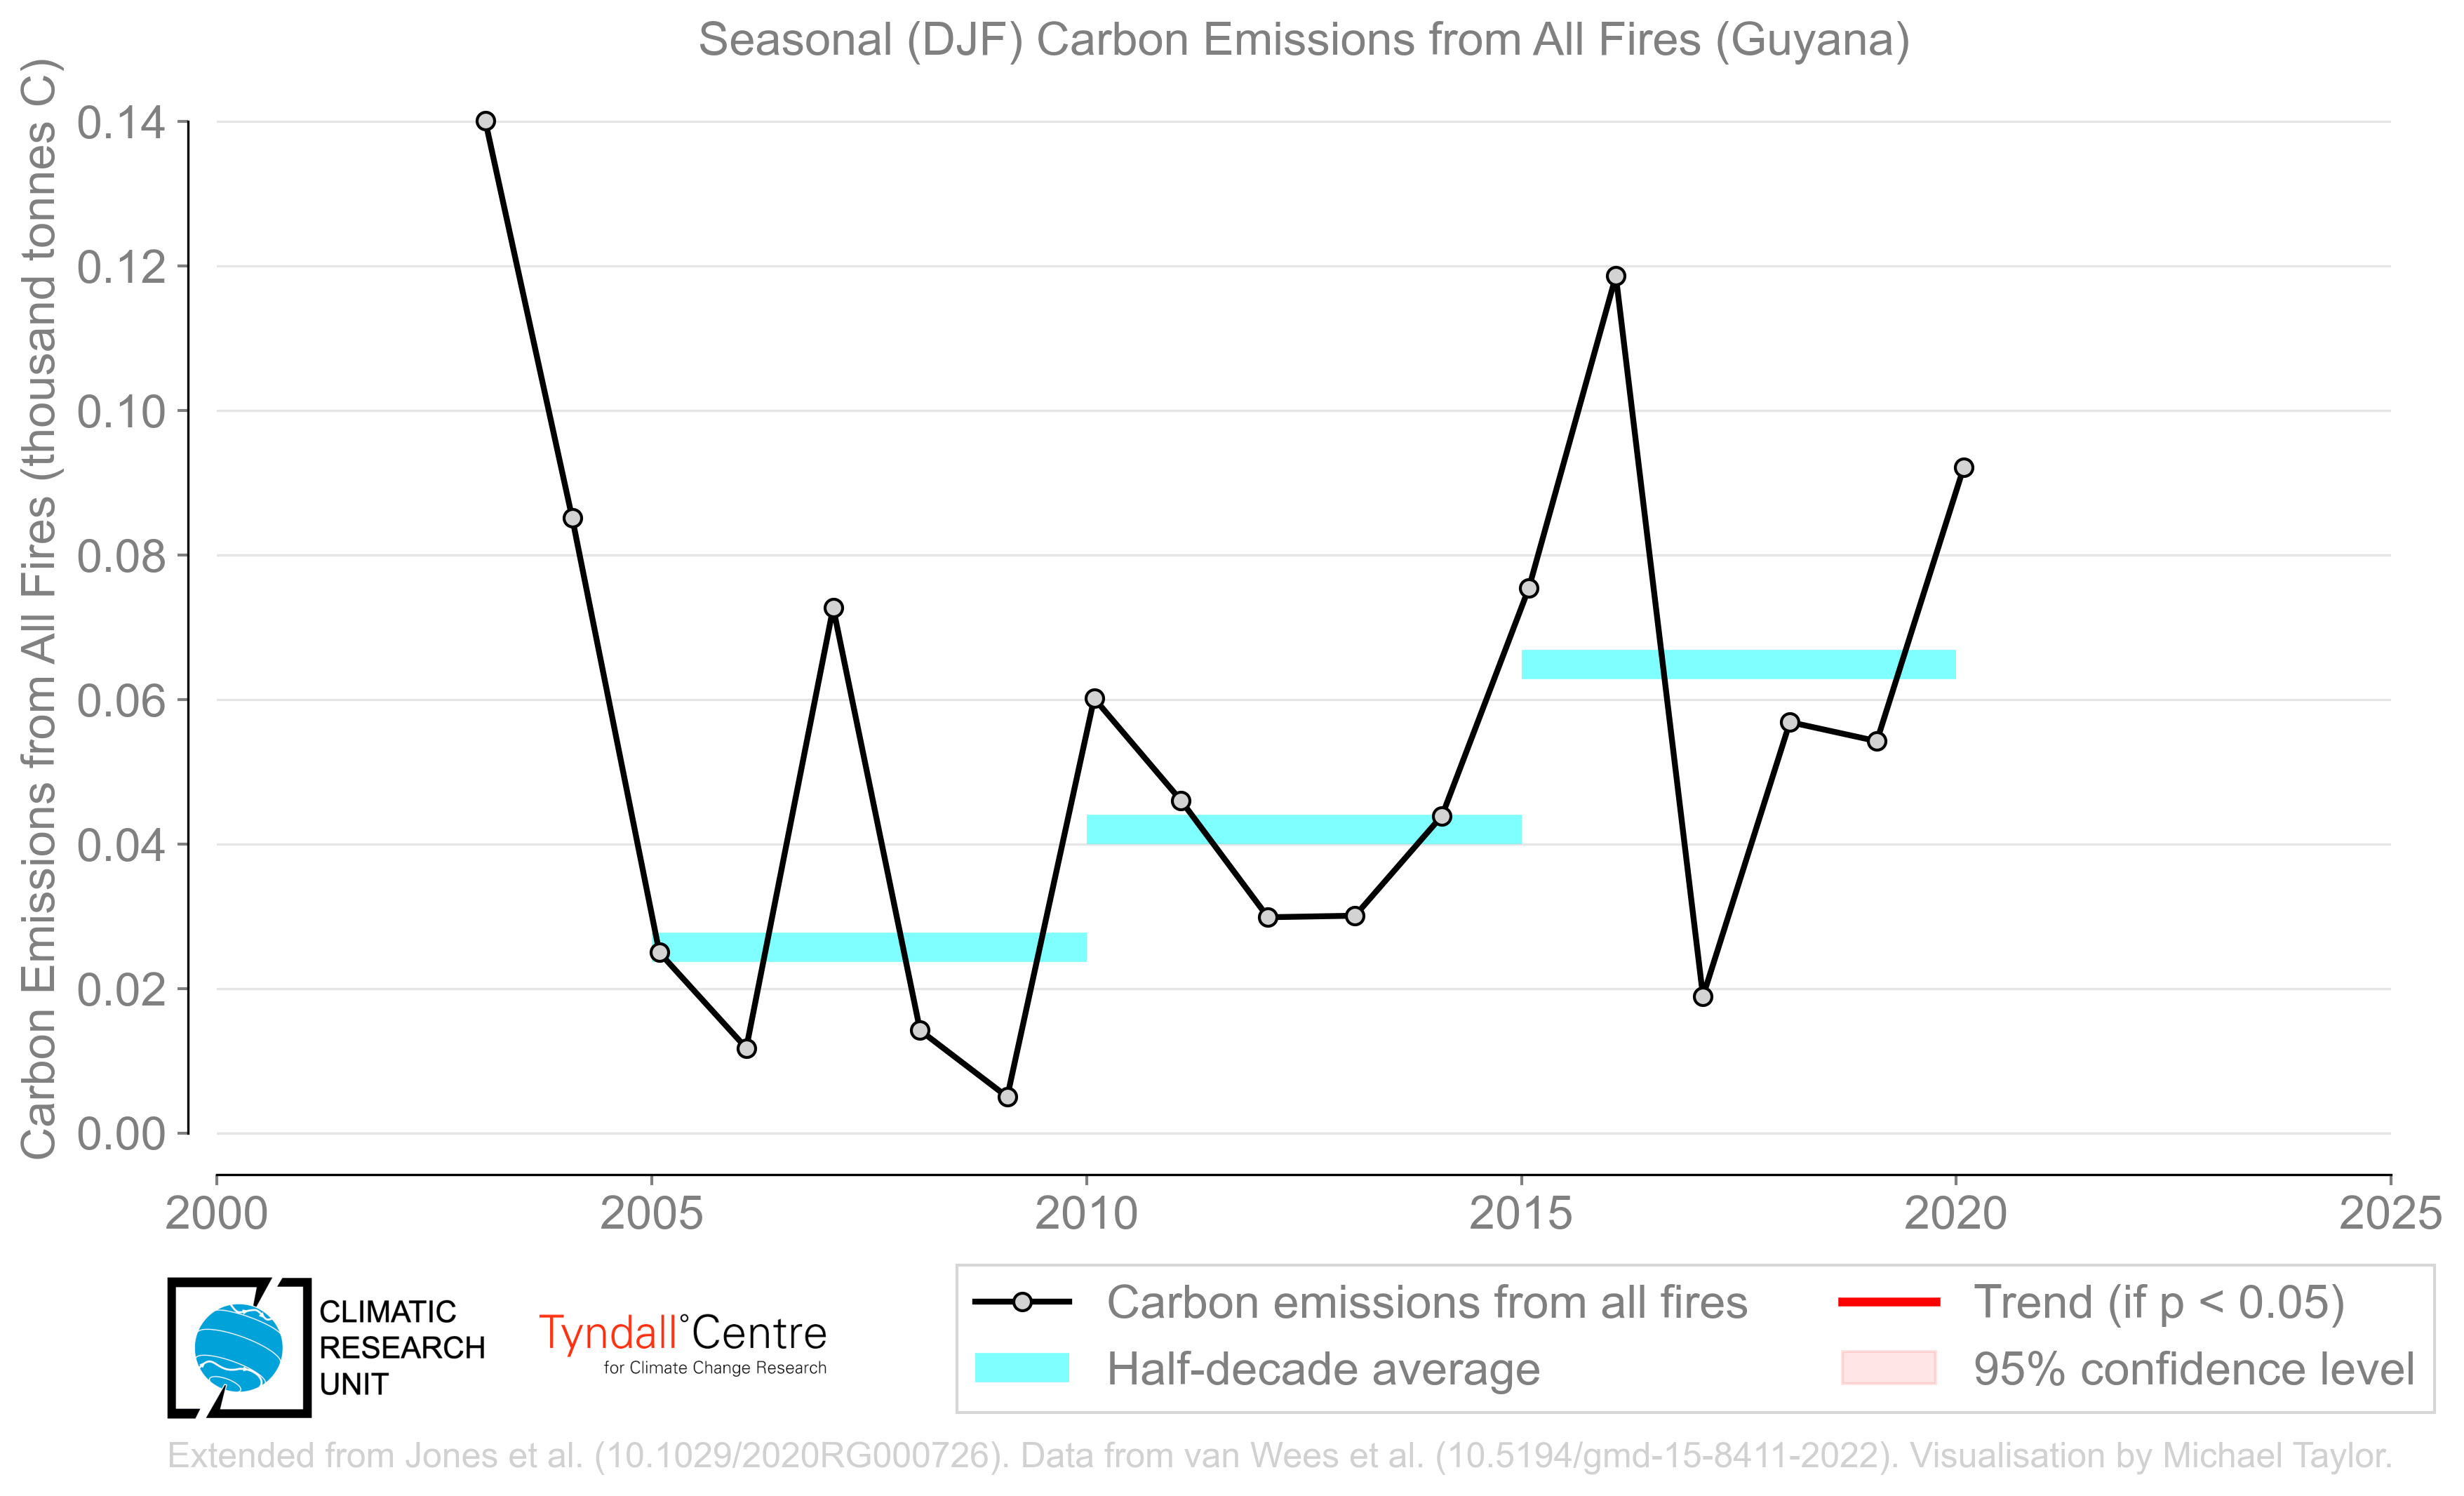 Seasonal (DJF) Carbon Emissions from All Fires (Guyana)
Carbon Emissions from All Fires (thousand tonnes C)
0.14
0.12
0.10
0.08
0.06
0.04
0.02
0.00
2000 2005 2010 2015 2020 2025
CLIMATIC
RESEARCH
UNIT
Tyndall°Centre
for Climate Change Research
Carbon emissions from all fires
Half-decade average
Trend (if p < 0.05)
95% confidence level
Extended from Jones et al. (10.1029/2020RG000726). Data from van Wees et al. (10.5194/gmd-15-8411-2022). Visualisation by Michael Taylor.